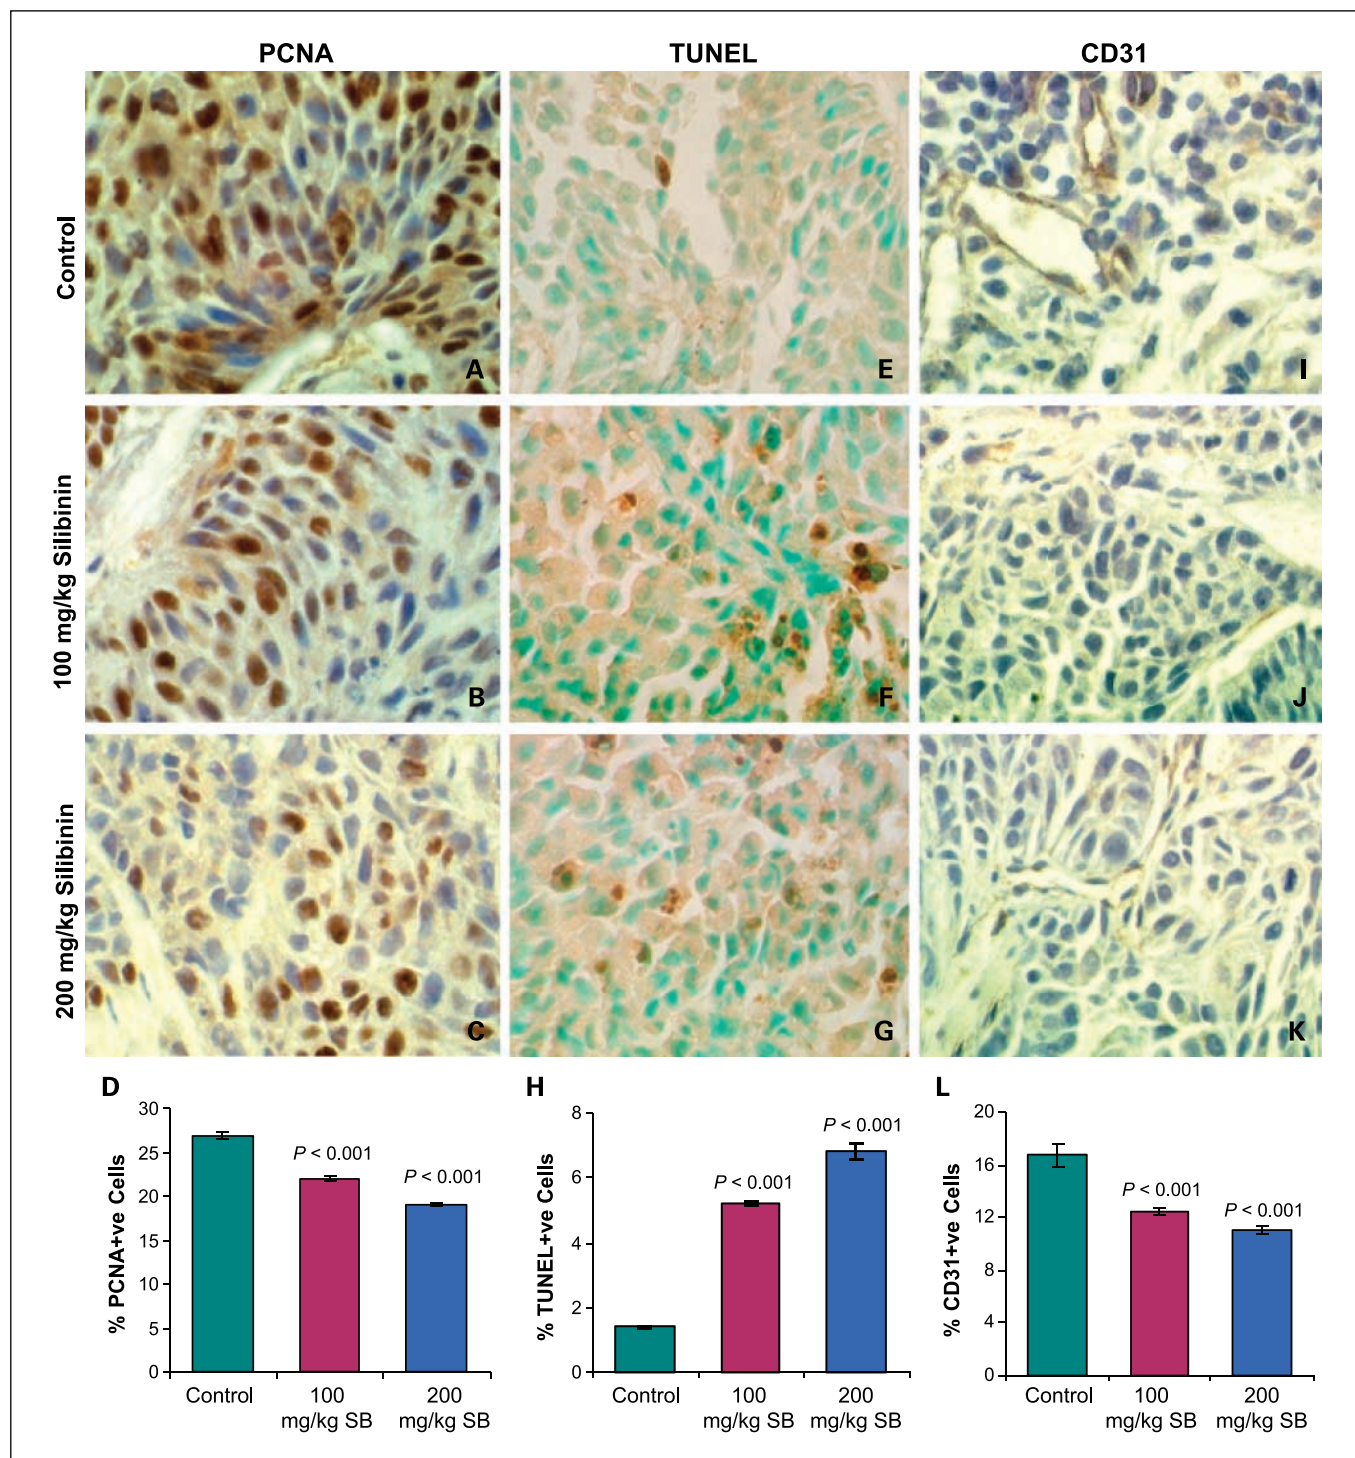 PCNA TUNEL CD31
Control
A
E
I
100 mg/kg Silibinin
B
F
J
200 mg/kg Silibinin
C
G
K
D
% PCNA+ve Cells
30
25
20
15
10
5
0
P < 0.001
P < 0.001
Control
100
mg/kg SB
200
mg/kg SB
H
% TUNEL+ve Cells
8
6
4
2
0
P < 0.001
P < 0.001
Control
100
mg/kg SB
200
mg/kg SB
L
% CD31+ve Cells
20
16
12
8
4
0
P < 0.001
P < 0.001
Control
100
mg/kg SB
200
mg/kg SB